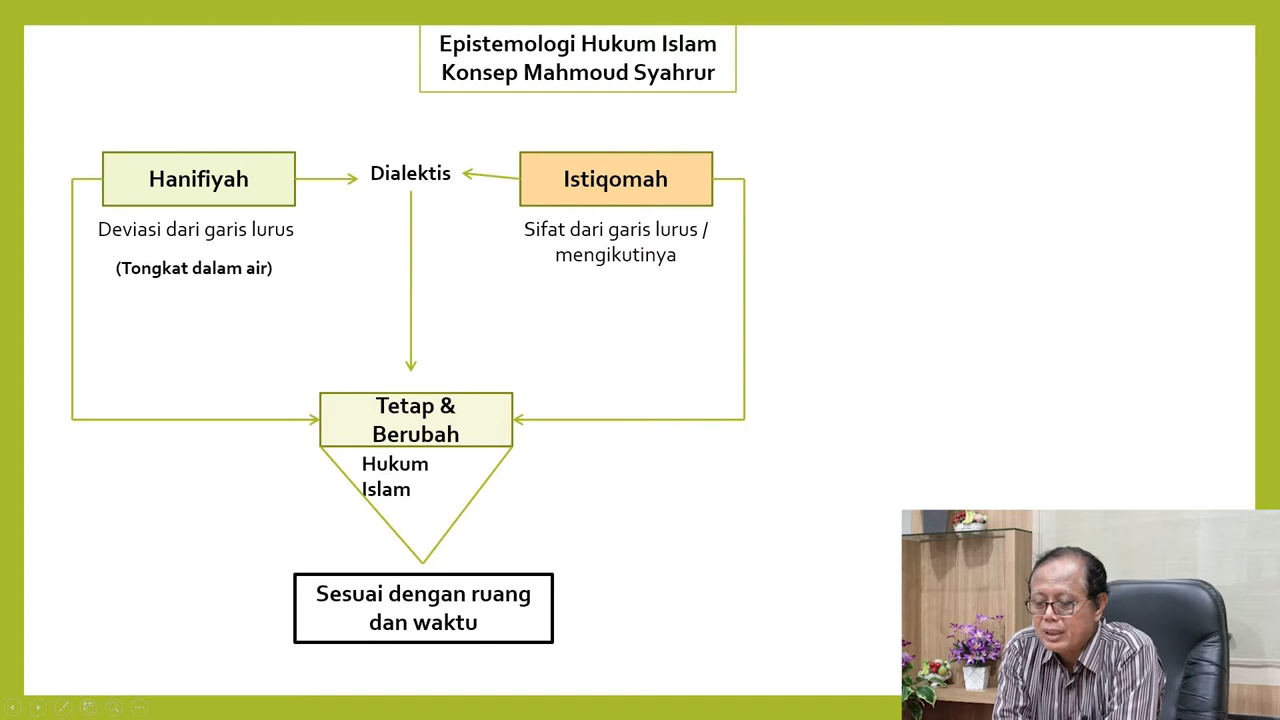 Epistemologi Hukum Islam
Konsep Mahmoud Syahrur
Hanifiyah
Dialektis
Istiqomah
Deviasi dari garis lurus
(Tongkat dalam air)
Sifat dari garis lurus /
mengikutinya
Tetap &
Berubah
Hukum
Islam
Sesuai dengan ruang
dan waktu